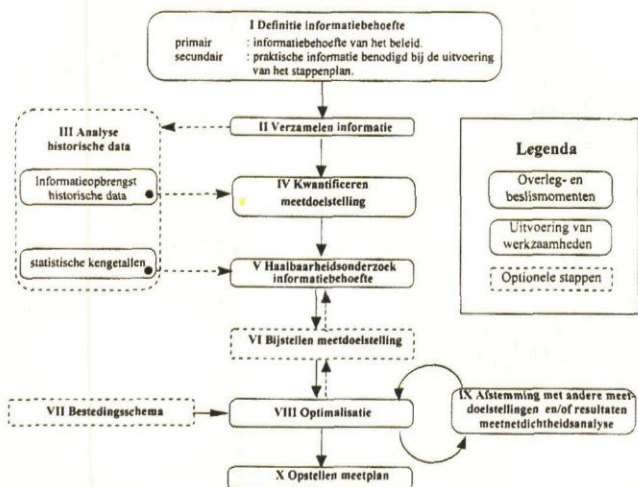 I Definitie informatiebehoefte
primair : informatiebehoefte van het beleid.
secundair : praktische informatie benodigd bij de uitvoering
van het stappenplan.
III Analyse
historische data
II Verzamelen informatie
Informatieopbrengst
historische data
IV Kwantificeren
meetdoelstelling
statistische kengetallen
V Haalbaarheidsonderzoek
informatiebehoefte
VI Bijstellen meetdoelstelling
VII Bestedingsschema
VIII Optimalisatie
IX Afstemming met andere meet-
doelstellingen en/of resultaten
meetnetdichtheidsanalyse
X Opstellen meetplan
Legenda
Overleg- en
beslismomenten
Uitvoering van
werkzaamheden
Optionele stappen